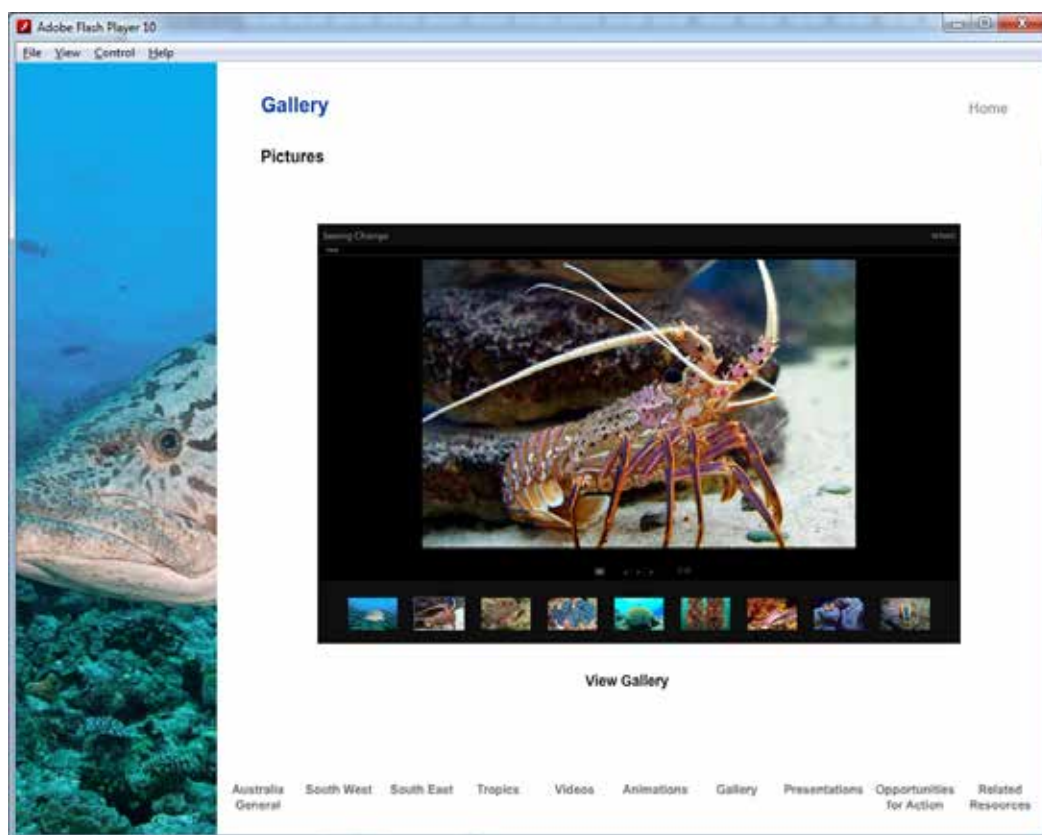 Adobe Flash Player 10
File View Control Help
Gallery
Home
Pictures
Seeing Change
View Gallery
Australia General
South West
South East
Tropics
Videos
Animations
Gallery
Presentations
Opportunities for Action
Related Resources